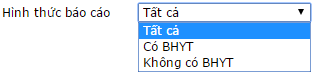 Hình thức báo cáo Tất cả
Tất cả
Có BHYT
Không có BHYT